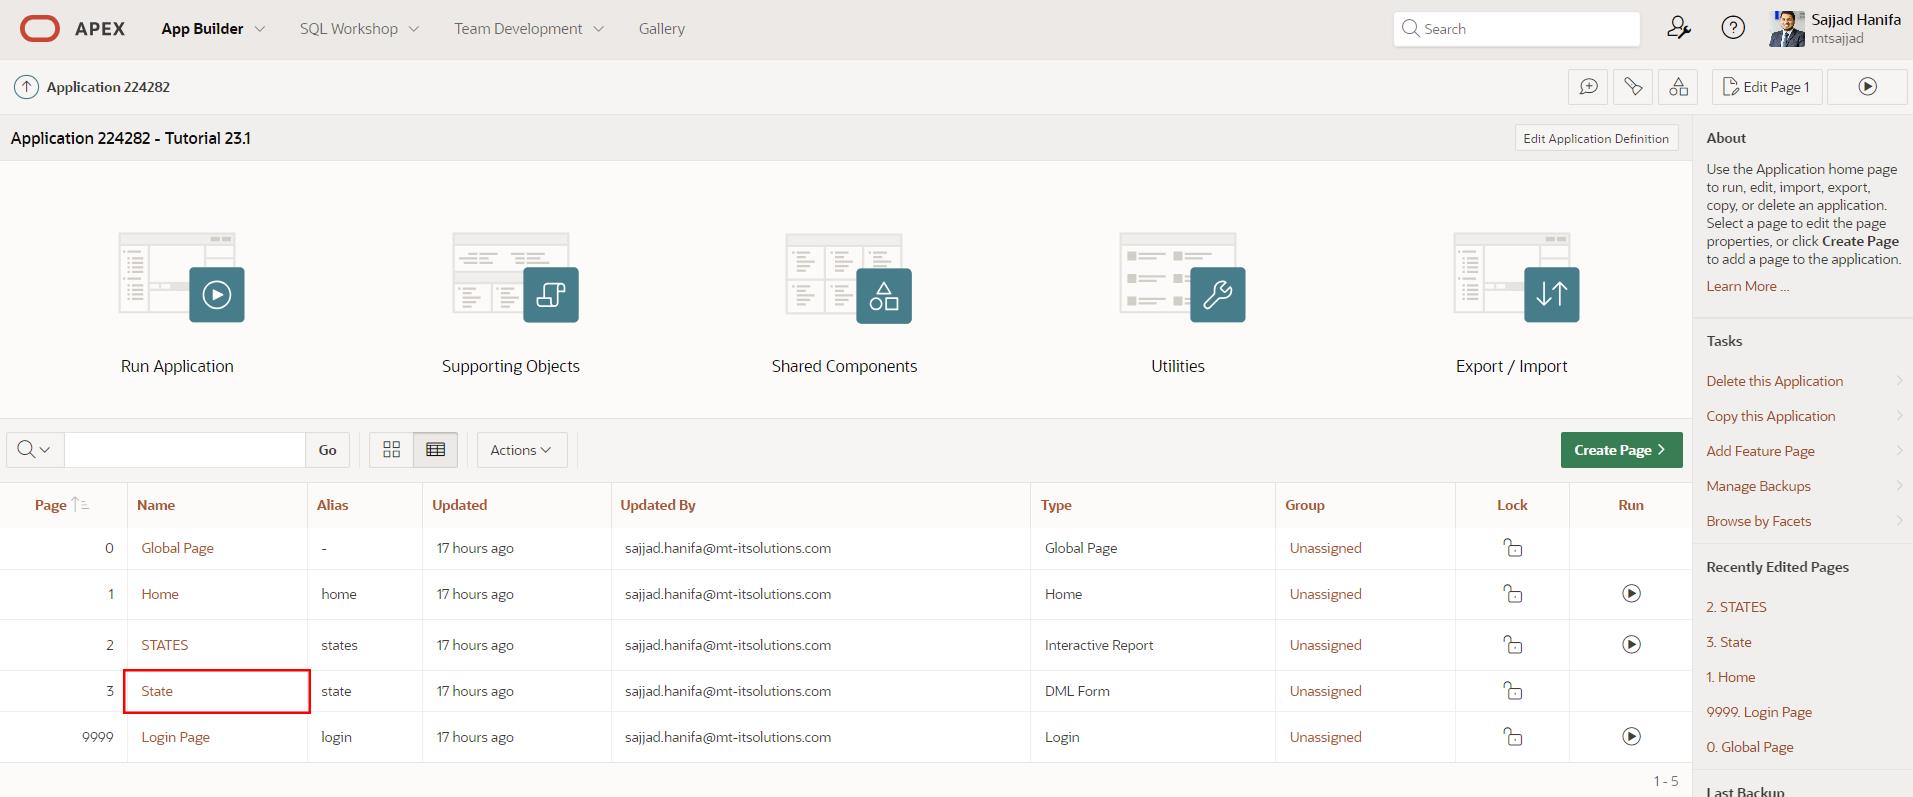 APEX App Builder SQL Workshop Team Development Gallery Search Sajjad Hanifa
mtsajjad
Application 224282 Edit Page 1
Application 224282 - Tutorial 23.1 Edit Application Definition
Run Application Supporting Objects Shared Components Utilities Export / Import
Go Actions Create Page
Page Name Alias Updated Updated By Type Group Lock Run
0 Global Page - 17 hours ago sajjad.hanifa@mt-itsolutions.com Global Page Unassigned
1 Home home 17 hours ago sajjad.hanifa@mt-itsolutions.com Home Unassigned
2 STATES states 17 hours ago sajjad.hanifa@mt-itsolutions.com Interactive Report Unassigned
3 State state 17 hours ago sajjad.hanifa@mt-itsolutions.com DML Form Unassigned
9999 Login Page login 17 hours ago sajjad.hanifa@mt-itsolutions.com Login Unassigned
1 - 5
About
Use the Application home page
to run, edit, import, export,
copy, or delete an application.
Select a page to edit the page
properties, or click Create Page
to add a page to the application.
Learn More ...
Tasks
Delete this Application
Copy this Application
Add Feature Page
Manage Backups
Browse by Facets
Recently Edited Pages
2. STATES
3. State
1. Home
9999. Login Page
0. Global Page
Last Backup